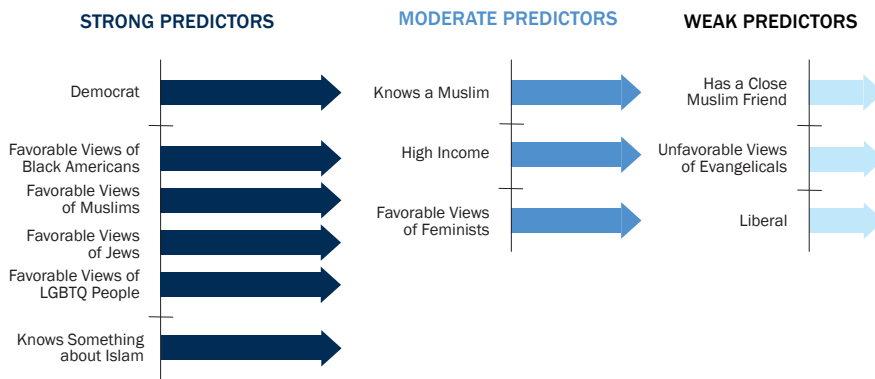 STRONG PREDICTORS
Democrat
Favorable Views of
Black Americans
Favorable Views
of Muslims
Favorable Views
of Jews
Favorable Views of
LGBTQ People
Knows Something
about Islam
MODERATE PREDICTORS
Knows a Muslim
High Income
Favorable Views
of Feminists
WEAK PREDICTORS
Has a Close
Muslim Friend
Unfavorable Views
of Evangelicals
Liberal